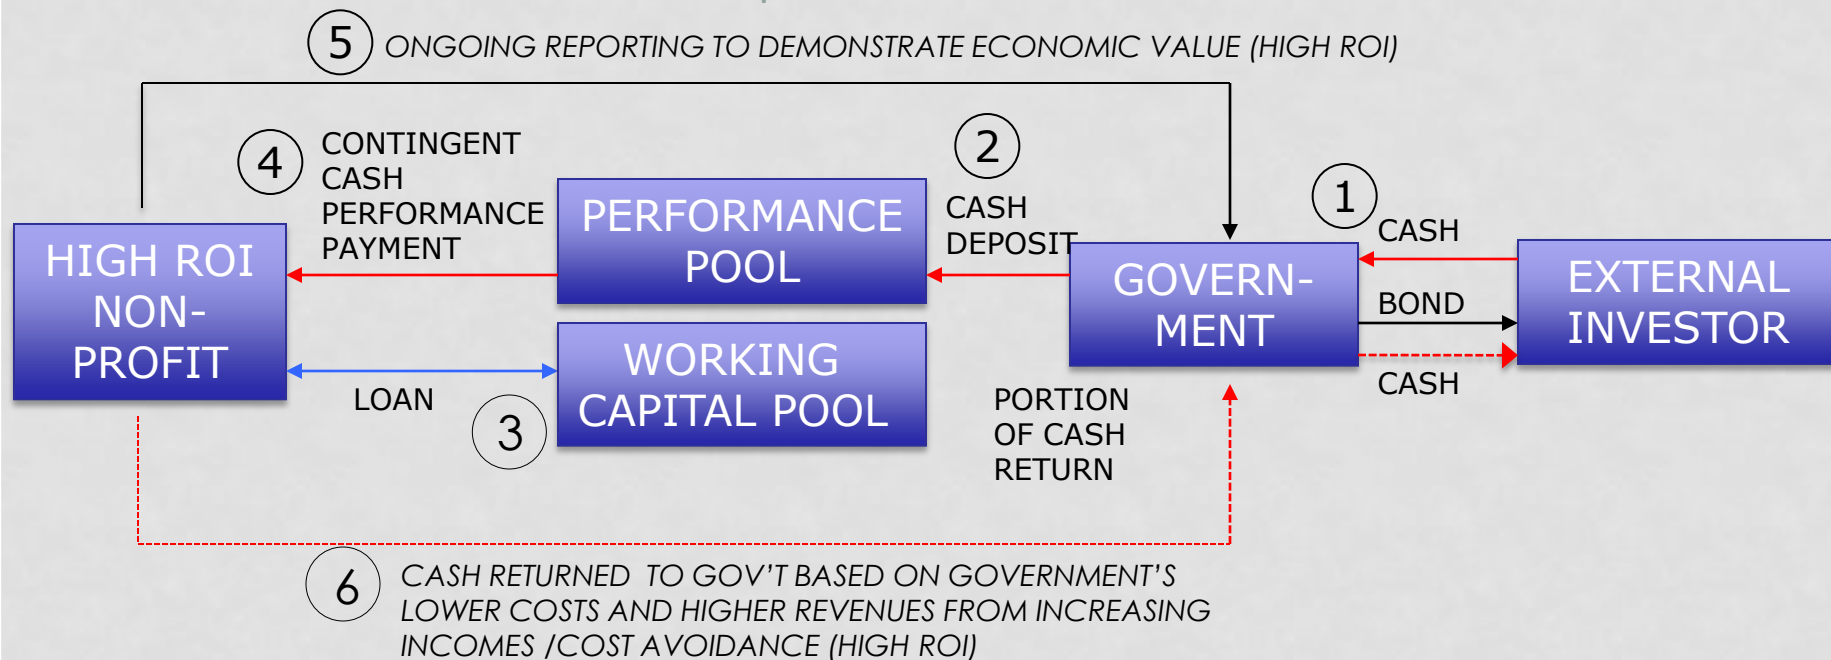 5
ONGOING REPORTING TO DEMONSTRATE ECONOMIC VALUE (HIGH ROI)
4
CONTINGENT
CASH
PERFORMANCE
PAYMENT
2
CASH
DEPOSIT
1
CASH
BOND
CASH
HIGH ROI
NON-
PROFIT
PERFORMANCE
POOL
GOVERN-
MENT
EXTERNAL
INVESTOR
WORKING
CAPITAL POOL
LOAN
3
PORTION
OF CASH
RETURN
6
CASH RETURNED TO GOV'T BASED ON GOVERNMENT'S
LOWER COSTS AND HIGHER REVENUES FROM INCREASING
INCOMES /COST AVOIDANCE (HIGH ROI)